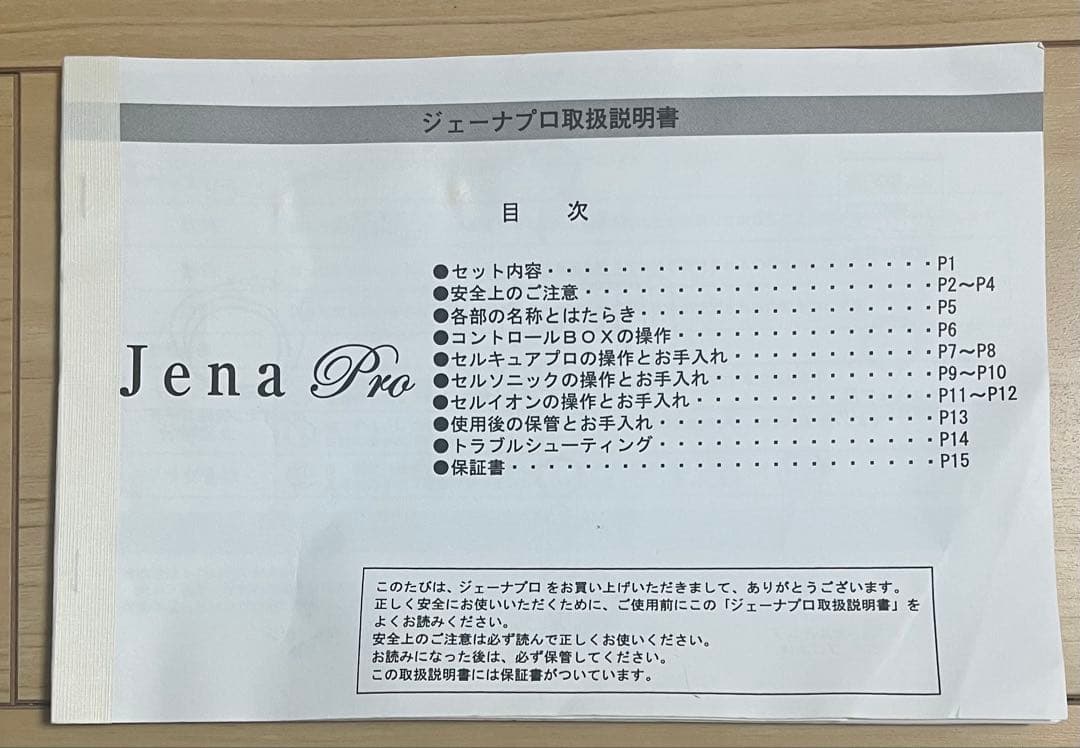 ジェーナプロ取扱説明書
目　次
●セット内容・・・・・・・・・・・・・・・・・・・・・P1
●安全上のご注意・・・・・・・・・・・・・・・・・・・P2～P4
●各部の名称とはたらき・・・・・・・・・・・・・・・・P5
●コントロールＢＯＸの操作・・・・・・・・・・・・・・P6
●セルキュアプロの操作とお手入れ・・・・・・・・・・・P7～P8
●セルソニックの操作とお手入れ・・・・・・・・・・・・P9～P10
●セルイオンの操作とお手入れ・・・・・・・・・・・・・P11～P12
●使用後の保管とお手入れ・・・・・・・・・・・・・・・P13
●トラブルシューティング・・・・・・・・・・・・・・・P14
●保証書・・・・・・・・・・・・・・・・・・・・・・・P15
Jena Pro
このたびは、ジェーナプロ をお買い上げいただきまして、ありがとうございます。
正しく安全にお使いいただくために、ご使用前にこの「ジェーナプロ取扱説明書」を
よくお読みください。
安全上のご注意は必ず読んで正しくお使いください。
お読みになった後は、必ず保管してください。
この取扱説明書には保証書がついています。